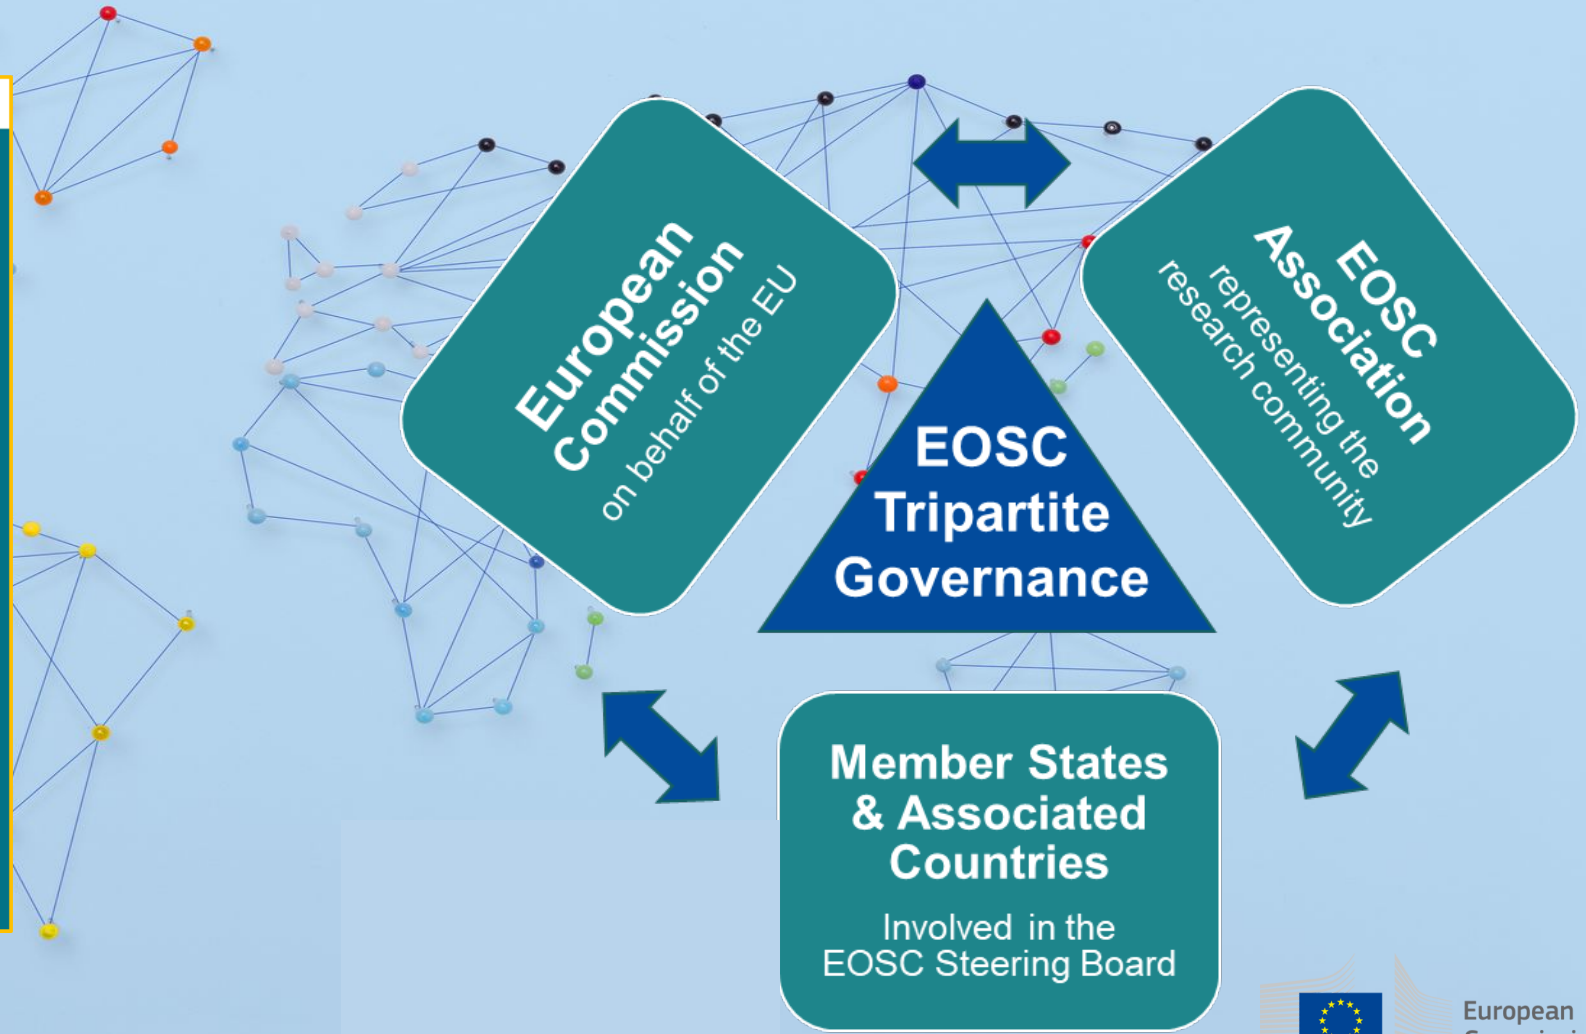 European
Commission
on behalf of the EU
EOSC
Association
representing the
research community
EOSC
Tripartite
Governance
Member States
& Associated
Countries
Involved in the
EOSC Steering Board
European